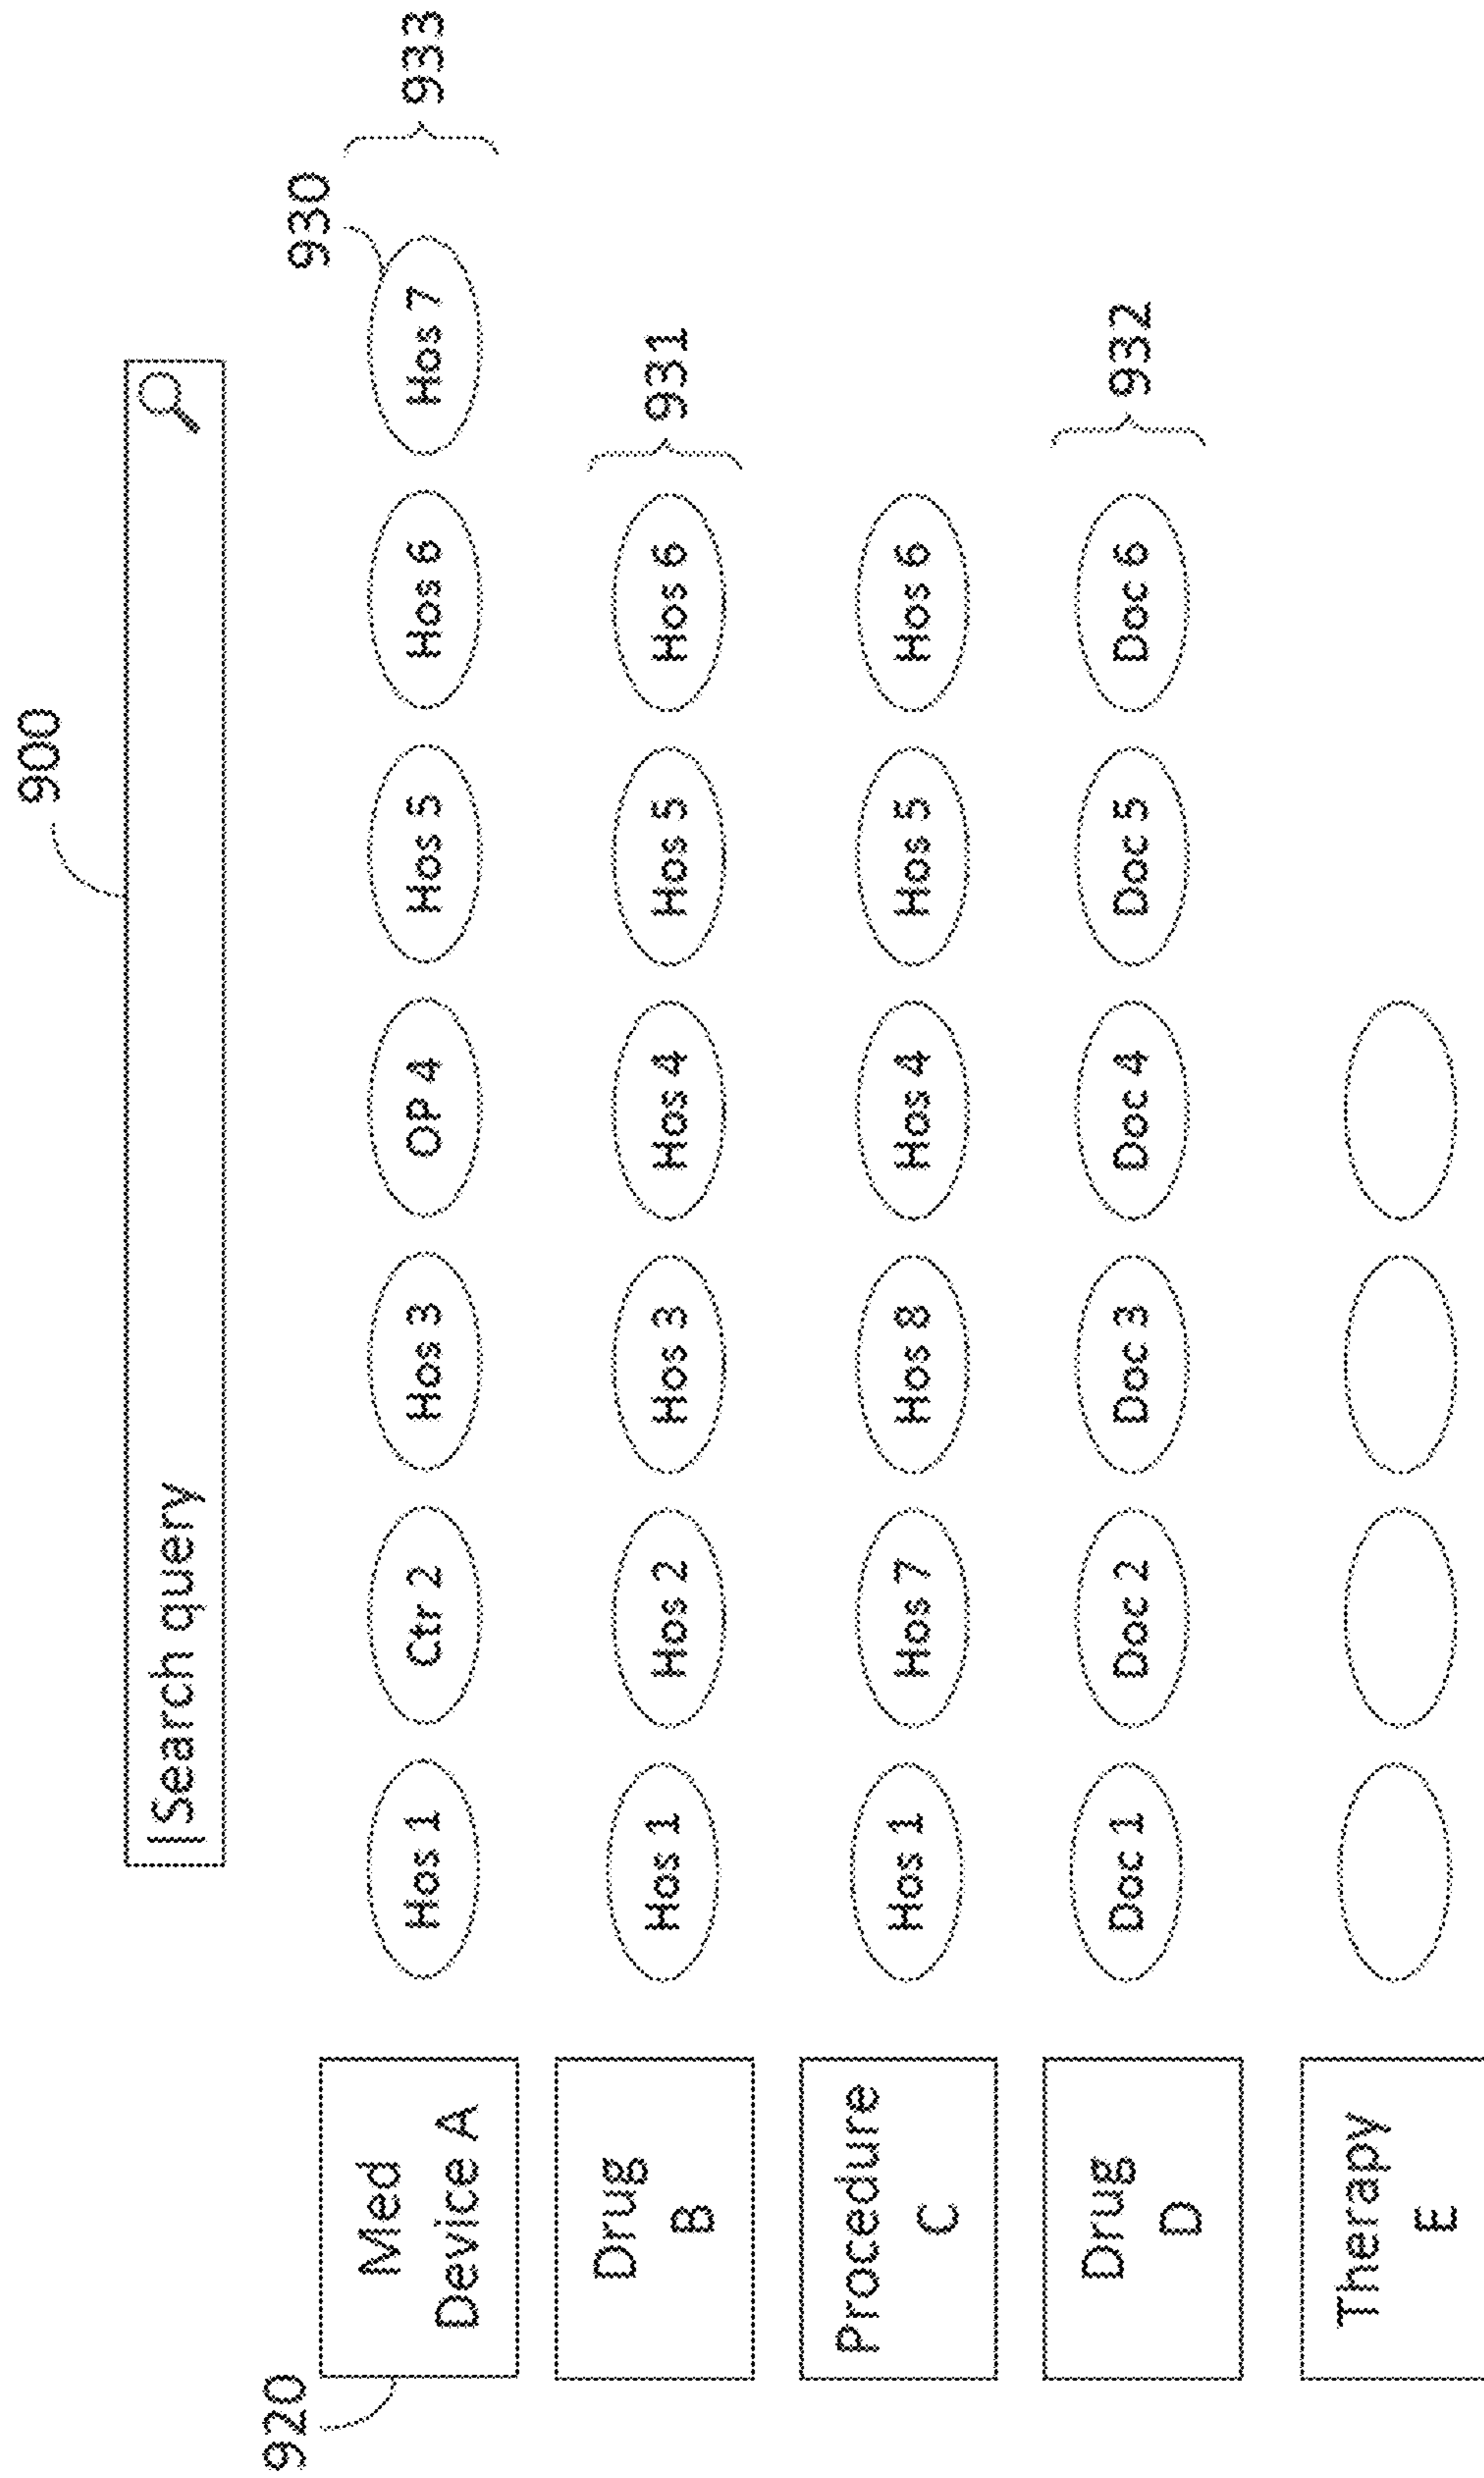 900
Search query
930
933
920
Med
Device A
Hos 1
Ctr 2
Hos 3
OP 4
Hos 5
Hos 6
Hos 7
Drug
B
Hos 1
Hos 2
Hos 3
Hos 4
Hos 5
Hos 6
931
Procedure
C
Hos 1
Hos 7
Hos 8
Hos 4
Hos 5
Hos 6
Drug
D
Doc 1
Doc 2
Doc 3
Doc 4
Doc 5
Doc 6
932
Therapy
E